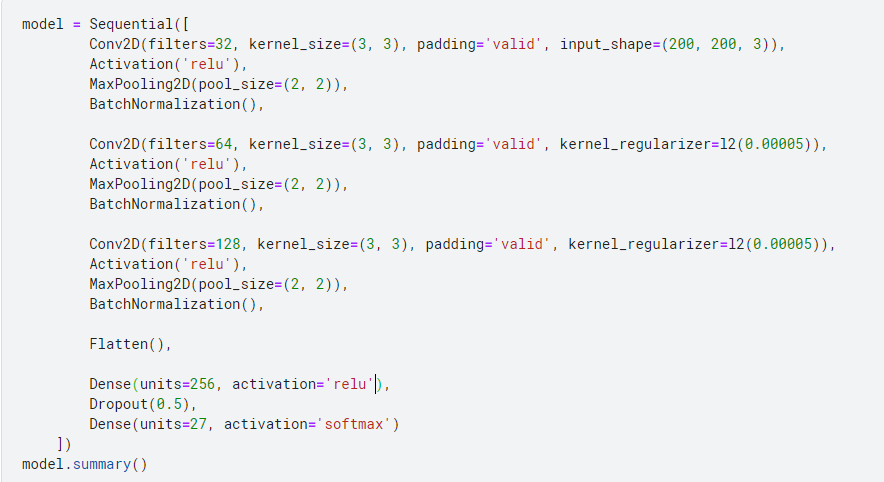 model = Sequential([
Conv2D(filters=32, kernel_size=(3, 3), padding='valid', input_shape=(200, 200, 3)),
Activation('relu'),
MaxPooling2D(pool_size=(2, 2)),
BatchNormalization(),
Conv2D(filters=64, kernel_size=(3, 3), padding='valid', kernel_regularizer=l2(0.00005)),
Activation('relu'),
MaxPooling2D(pool_size=(2, 2)),
BatchNormalization(),
Conv2D(filters=128, kernel_size=(3, 3), padding='valid', kernel_regularizer=l2(0.00005)),
Activation('relu'),
MaxPooling2D(pool_size=(2, 2)),
BatchNormalization(),
Flatten(),
Dense(units=256, activation='relu'),
Dropout(0.5),
Dense(units=27, activation='softmax')
])
model.summary()